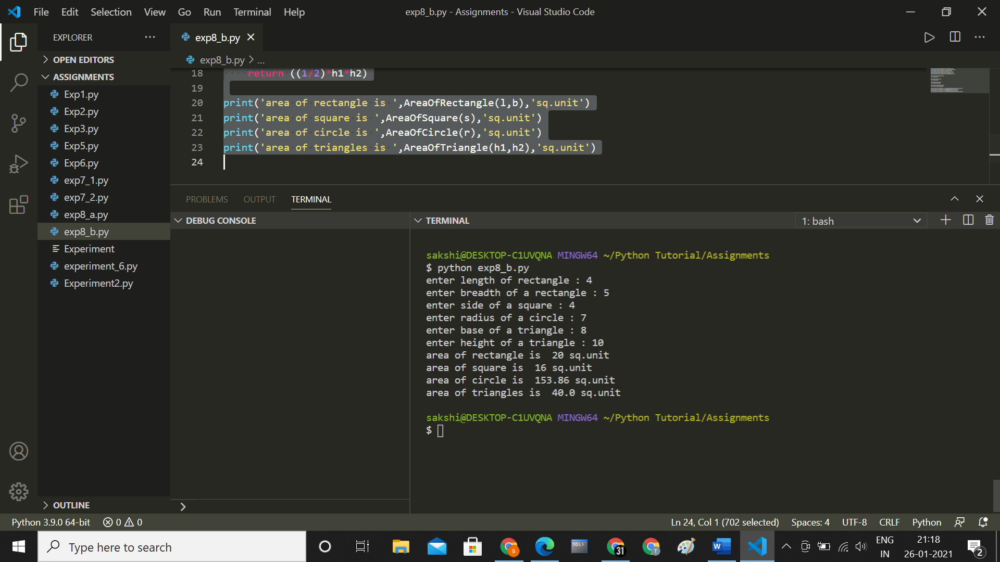 File Edit Selection View Go Run Terminal Help exp8_b.py - Assignments - Visual Studio Code
EXPLORER ...
exp8_b.py
OPEN EDITORS
exp8_b.py > ...
ASSIGNMENTS
Exp1.py
Exp2.py
Exp3.py
Exp5.py
Exp6.py
exp7_1.py
exp7_2.py
exp8_a.py
exp8_b.py
Experiment
experiment_6.py
Experiment2.py
OUTLINE
18 return ((1/2)*h1*h2)
19
20 print('area of rectangle is ',AreaOfRectangle(l,b),'sq.unit')
21 print('area of square is ',AreaOfSquare(s),'sq.unit')
22 print('area of circle is ',AreaOfCircle(r),'sq.unit')
23 print('area of triangles is ',AreaOfTriangle(h1,h2),'sq.unit')
24
PROBLEMS OUTPUT TERMINAL
DEBUG CONSOLE
TERMINAL 1: bash
sakshi@DESKTOP-C1UVQNA MINGW64 ~/Python Tutorial/Assignments
$ python exp8_b.py
enter length of rectangle : 4
enter breadth of a rectangle : 5
enter side of a square : 4
enter radius of a circle : 7
enter base of a triangle : 8
enter height of a triangle : 10
area of rectangle is  20 sq.unit
area of square is  16 sq.unit
area of circle is  153.86 sq.unit
area of triangles is  40.0 sq.unit
sakshi@DESKTOP-C1UVQNA MINGW64 ~/Python Tutorial/Assignments
$
Python 3.9.0 64-bit 0 0 Ln 24, Col 1 (702 selected) Spaces: 4 UTF-8 CRLF Python
Type here to search
SQL>
S
31
T
W
ENG
IN
21:18
26-01-2021
2